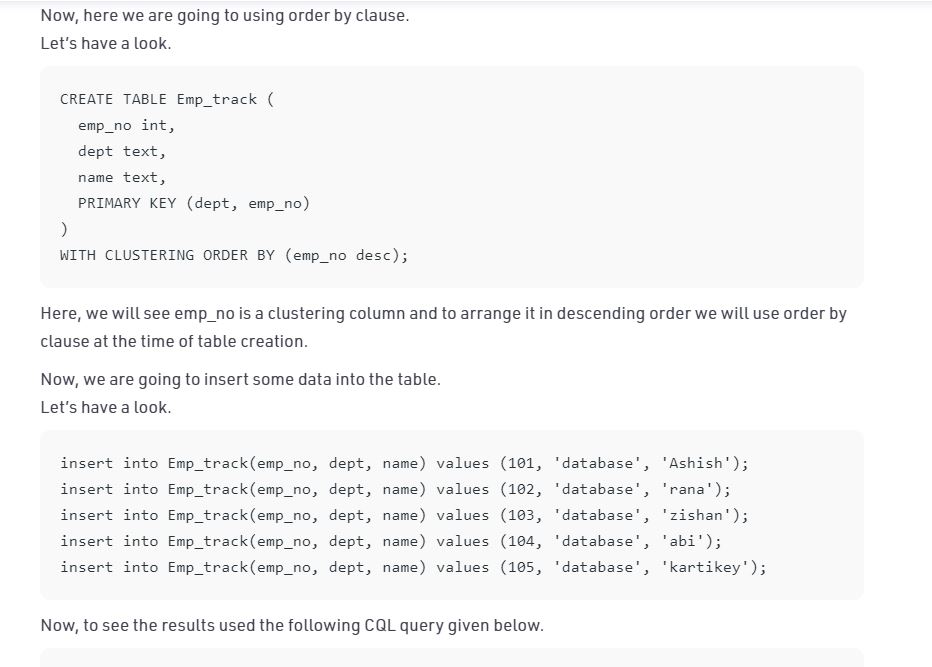 Now, here we are going to using order by clause.
Let's have a look.
CREATE TABLE Emp_track (
  emp_no int,
  dept text,
  name text,
  PRIMARY KEY (dept, emp_no)
)
WITH CLUSTERING ORDER BY (emp_no desc);
Here, we will see emp_no is a clustering column and to arrange it in descending order we will use order by
clause at the time of table creation.
Now, we are going to insert some data into the table.
Let's have a look.
insert into Emp_track(emp_no, dept, name) values (101, 'database', 'Ashish');
insert into Emp_track(emp_no, dept, name) values (102, 'database', 'rana');
insert into Emp_track(emp_no, dept, name) values (103, 'database', 'zishan');
insert into Emp_track(emp_no, dept, name) values (104, 'database', 'abi');
insert into Emp_track(emp_no, dept, name) values (105, 'database', 'kartikey');
Now, to see the results used the following CQL query given below.